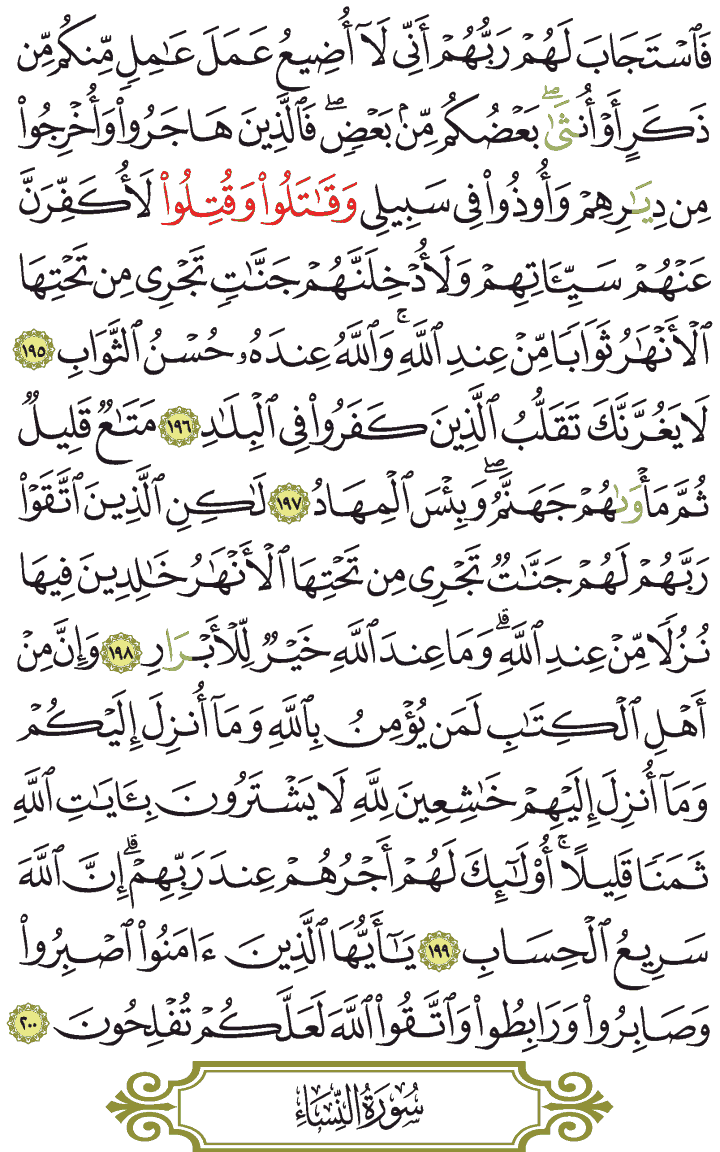 فَٱسْتَجَابَ لَهُمْ رَبُّهُمْ أَنِّى لَآ أُضِيعُ عَمَلَ عَٰمِلٍ مِّنكُم مِّن
ذَكَرٍ أَوْ أُنثَىٰ ۖ بَعْضُكُم مِّنۢ بَعْضٍ ۖ فَٱلَّذِينَ هَاجَرُوا۟ وَأُخْرِجُوا۟
مِن دِيَٰرِهِمْ وَأُوذُوا۟ فِى سَبِيلِى وَقَٰتَلُوا۟ وَقُتِلُوا۟ لَأُكَفِّرَنَّ
عَنْهُمْ سَيِّـَٔاتِهِمْ وَلَأُدْخِلَنَّهُمْ جَنَّٰتٍ تَجْرِى مِن تَحْتِهَا
ٱلْأَنْهَٰرُ ثَوَابًا مِّنْ عِندِ ٱللَّهِ ۚ وَٱللَّهُ عِندَهُۥ حُسْنُ ٱلثَّوَابِ ١٩٥
لَا يَغُرَّنَّكَ تَقَلُّبُ ٱلَّذِينَ كَفَرُوا۟ فِى ٱلْبِلَٰدِ ١٩٦ مَتَٰعٌ قَلِيلٌ
ثُمَّ مَأْوَىٰهُمْ جَهَنَّمُ ۖ وَبِئْسَ ٱلْمِهَادُ ١٩٧ لَٰكِنِ ٱلَّذِينَ ٱتَّقَوْا۟
رَبَّهُمْ لَهُمْ جَنَّٰتٌ تَجْرِى مِن تَحْتِهَا ٱلْأَنْهَٰرُ خَٰلِدِينَ فِيهَا
نُزُلًا مِّنْ عِندِ ٱللَّهِ ۗ وَمَا عِندَ ٱللَّهِ خَيْرٌ لِّلْأَبْرَارِ ١٩٨ وَإِنَّ مِنْ
أَهْلِ ٱلْكِتَٰبِ لَمَن يُؤْمِنُ بِٱللَّهِ وَمَآ أُنزِلَ إِلَيْكُمْ
وَمَآ أُنزِلَ إِلَيْهِمْ خَٰشِعِينَ لِلَّهِ لَا يَشْتَرُونَ بِـَٔايَٰتِ ٱللَّهِ
ثَمَنًا قَلِيلًا ۚ أُو۟لَٰٓئِكَ لَهُمْ أَجْرُهُمْ عِندَ رَبِّهِمْ ۗ إِنَّ ٱللَّهَ
سَرِيعُ ٱلْحِسَابِ ١٩٩ يَٰٓأَيُّهَا ٱلَّذِينَ ءَامَنُوا۟ ٱصْبِرُوا۟
وَصَابِرُوا۟ وَرَابِطُوا۟ وَٱتَّقُوا۟ ٱللَّهَ لَعَلَّكُمْ تُفْلِحُونَ ٢٠٠
سُورَةُ النِّسَاءِ